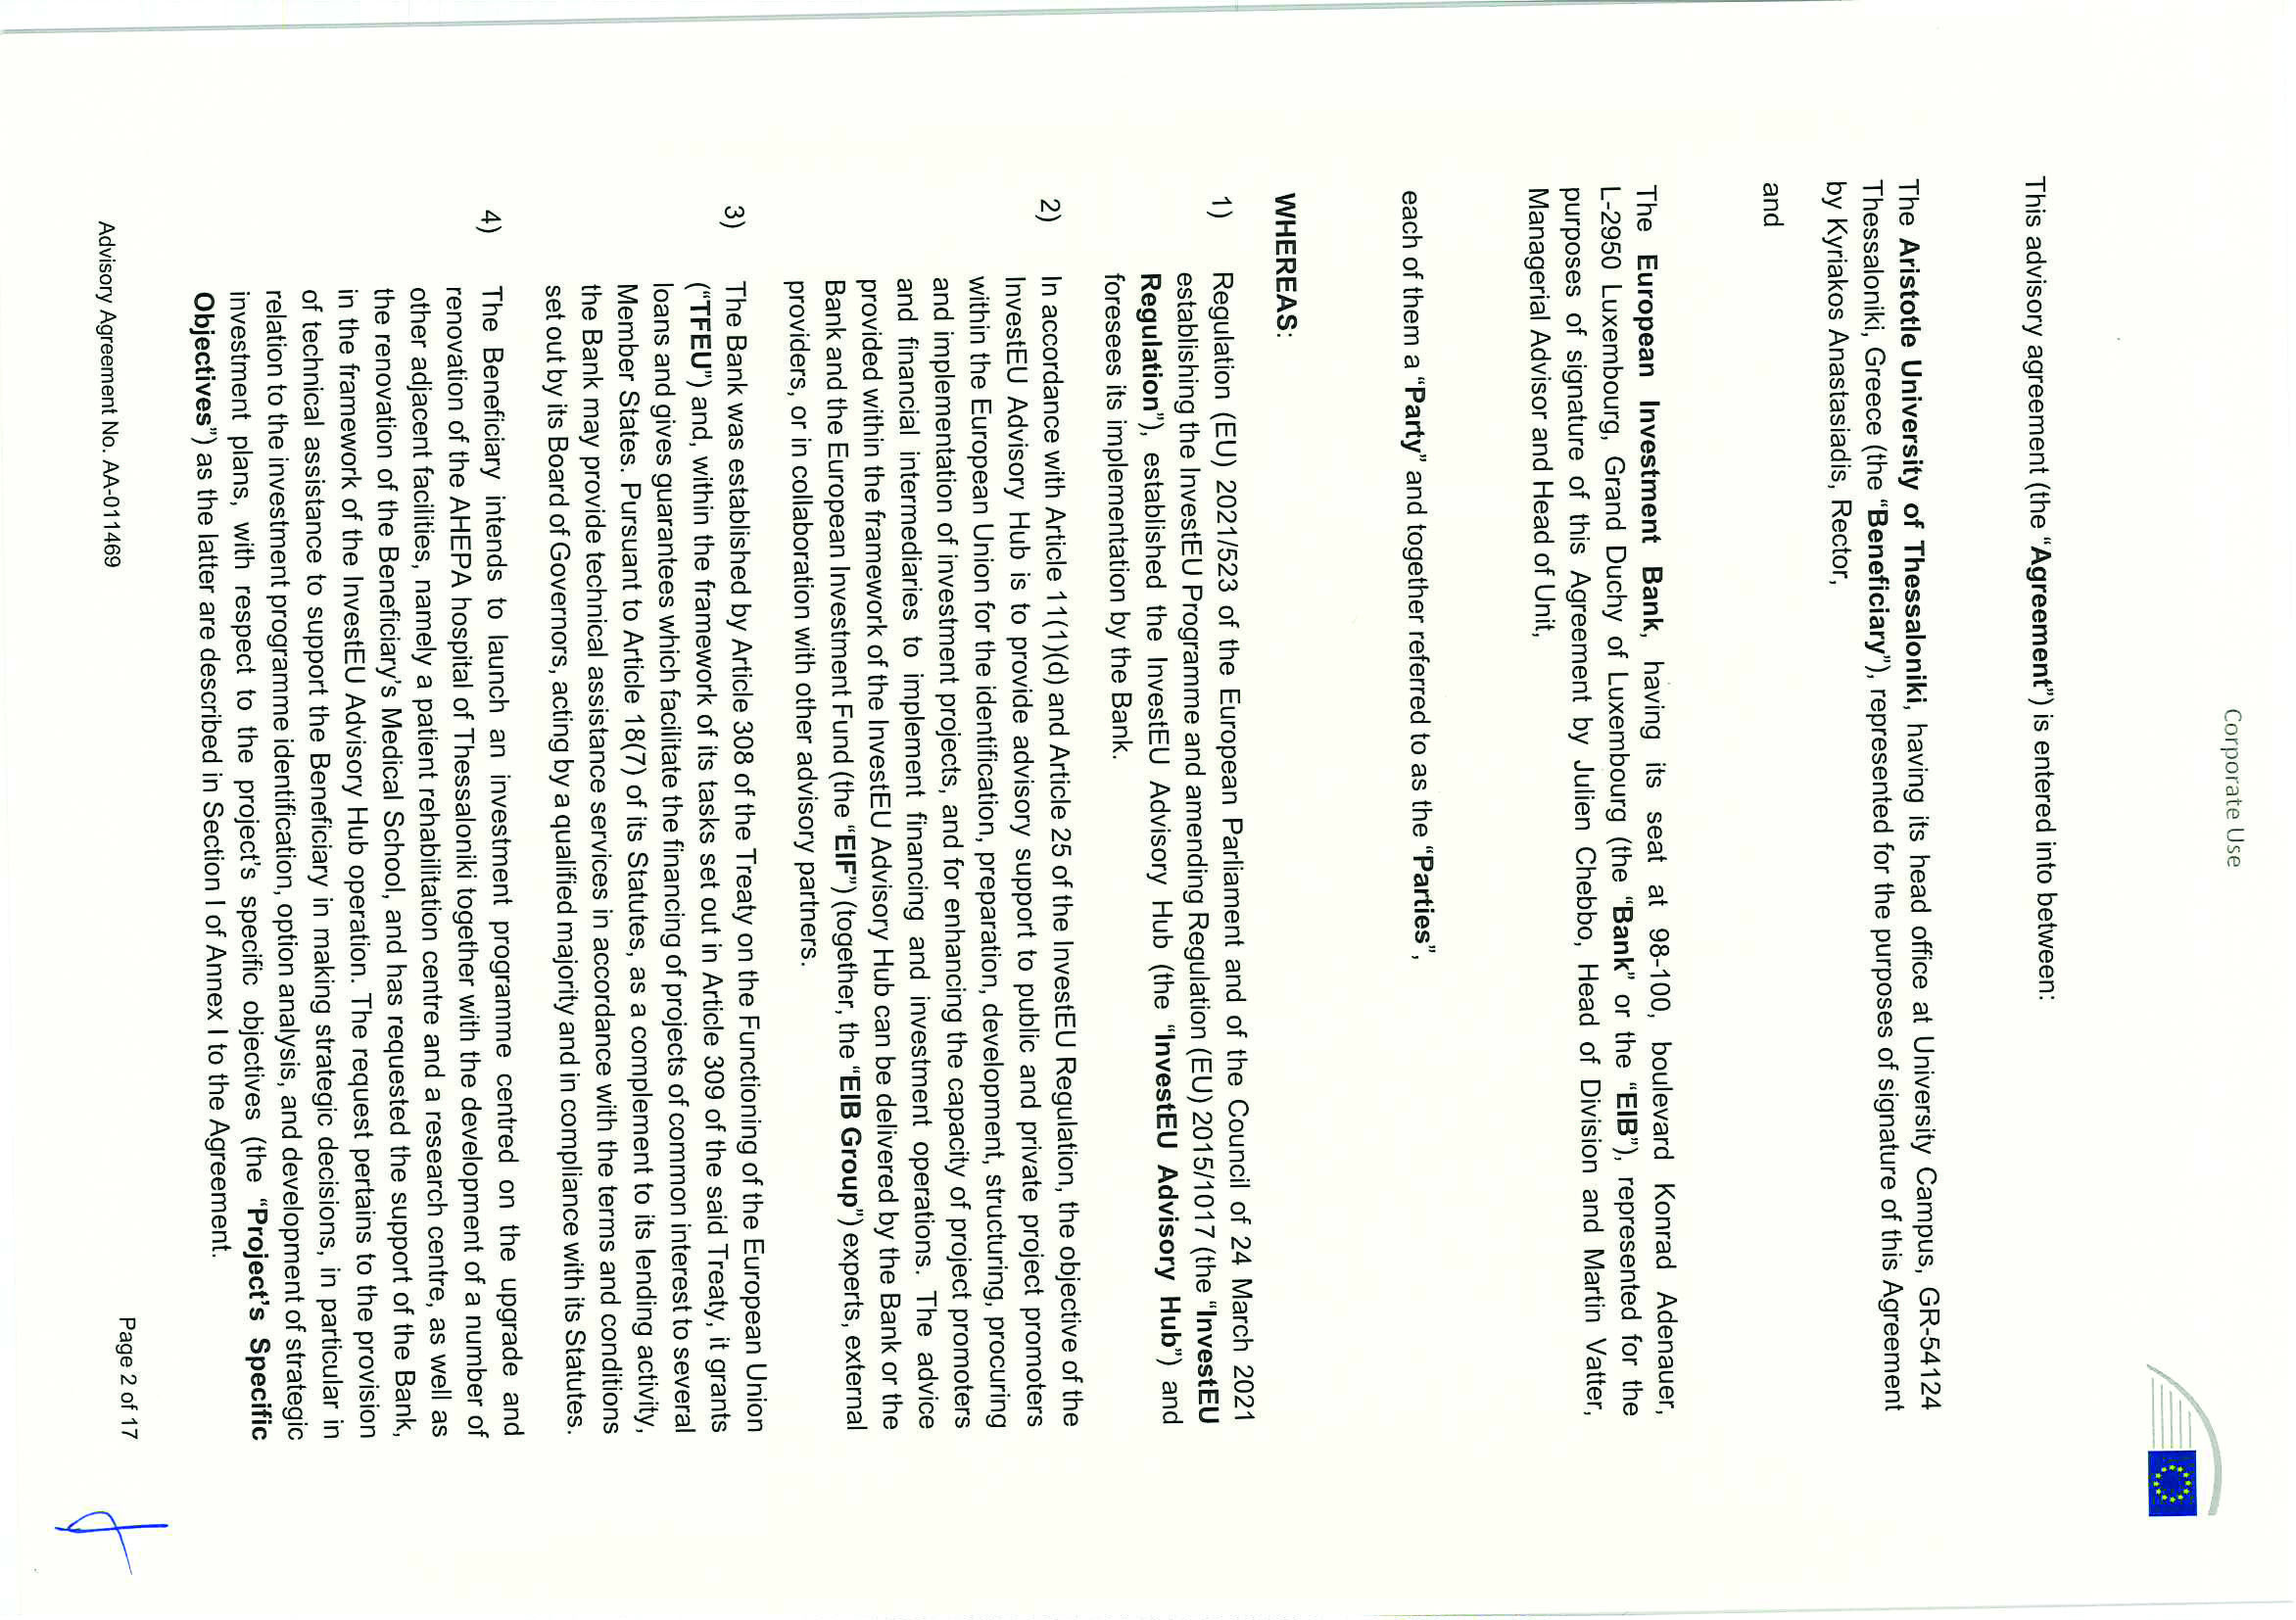 Corporate Use
This advisory agreement (the “Agreement”) is entered into between:
The Aristotle University of Thessaloniki, having its head office at University Campus, GR-54124
Thessaloniki, Greece (the “Beneficiary”), represented for the purposes of signature of this Agreement
by Kyriakos Anastasiadis, Rector,
and
The European Investment Bank, having its seat at 98-100, boulevard Konrad Adenauer,
L-2950 Luxembourg, Grand Duchy of Luxembourg (the “Bank” or the “EIB”), represented for the
purposes of signature of this Agreement by Julien Chebbo, Head of Division and Martin Vatter,
Managerial Advisor and Head of Unit,
each of them a “Party” and together referred to as the “Parties”,
WHEREAS:
1) Regulation (EU) 2021/523 of the European Parliament and of the Council of 24 March 2021
establishing the InvestEU Programme and amending Regulation (EU) 2015/1017 (the “InvestEU
Regulation”), established the InvestEU Advisory Hub (the “InvestEU Advisory Hub”) and
foresees its implementation by the Bank.
2) In accordance with Article 11(1)(d) and Article 25 of the InvestEU Regulation, the objective of the
InvestEU Advisory Hub is to provide advisory support to public and private project promoters
within the European Union for the identification, preparation, development, structuring, procuring
and implementation of investment projects, and for enhancing the capacity of project promoters
and financial intermediaries to implement financing and investment operations. The advice
provided within the framework of the InvestEU Advisory Hub can be delivered by the Bank or the
Bank and the European Investment Fund (the “EIF”) (together, the “EIB Group”) experts, external
providers, or in collaboration with other advisory partners.
3) The Bank was established by Article 308 of the Treaty on the Functioning of the European Union
(“TFEU”) and, within the framework of its tasks set out in Article 309 of the said Treaty, it grants
loans and gives guarantees which facilitate the financing of projects of common interest to several
Member States. Pursuant to Article 18(7) of its Statutes, as a complement to its lending activity,
the Bank may provide technical assistance services in accordance with the terms and conditions
set out by its Board of Governors, acting by a qualified majority and in compliance with its Statutes.
4) The Beneficiary intends to launch an investment programme centred on the upgrade and
renovation of the AHEPA hospital of Thessaloniki together with the development of a number of
other adjacent facilities, namely a patient rehabilitation centre and a research centre, as well as
the renovation of the Beneficiary’s Medical School, and has requested the support of the Bank,
in the framework of the InvestEU Advisory Hub operation. The request pertains to the provision
of technical assistance to support the Beneficiary in making strategic decisions, in particular in
relation to the investment programme identification, option analysis, and development of strategic
investment plans, with respect to the project’s specific objectives (the “Project’s Specific
Objectives”) as the latter are described in Section I of Annex I to the Agreement.
Advisory Agreement No. AA-011469
Page 2 of 17